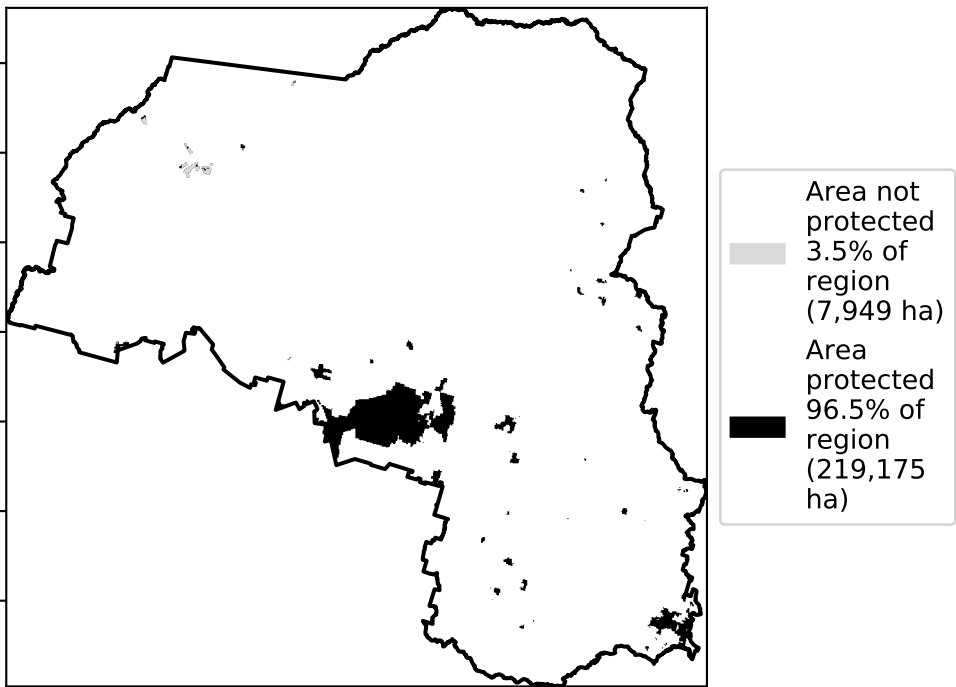 Area not
protected
3.5% of
region
(7,949 ha)
Area
protected
96.5% of
region
(219,175
ha)